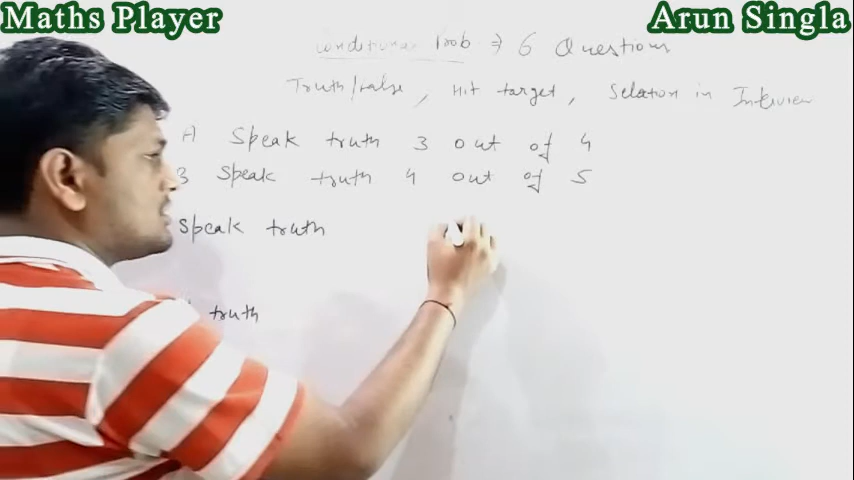 Maths Player
Arun Singla
Conditional Prob → 6 Questions
Truth/False, Hit target, Selation in Interview
A Speak truth 3 out of 4
B Speak truth 4 out of 5
Speak truth
truth